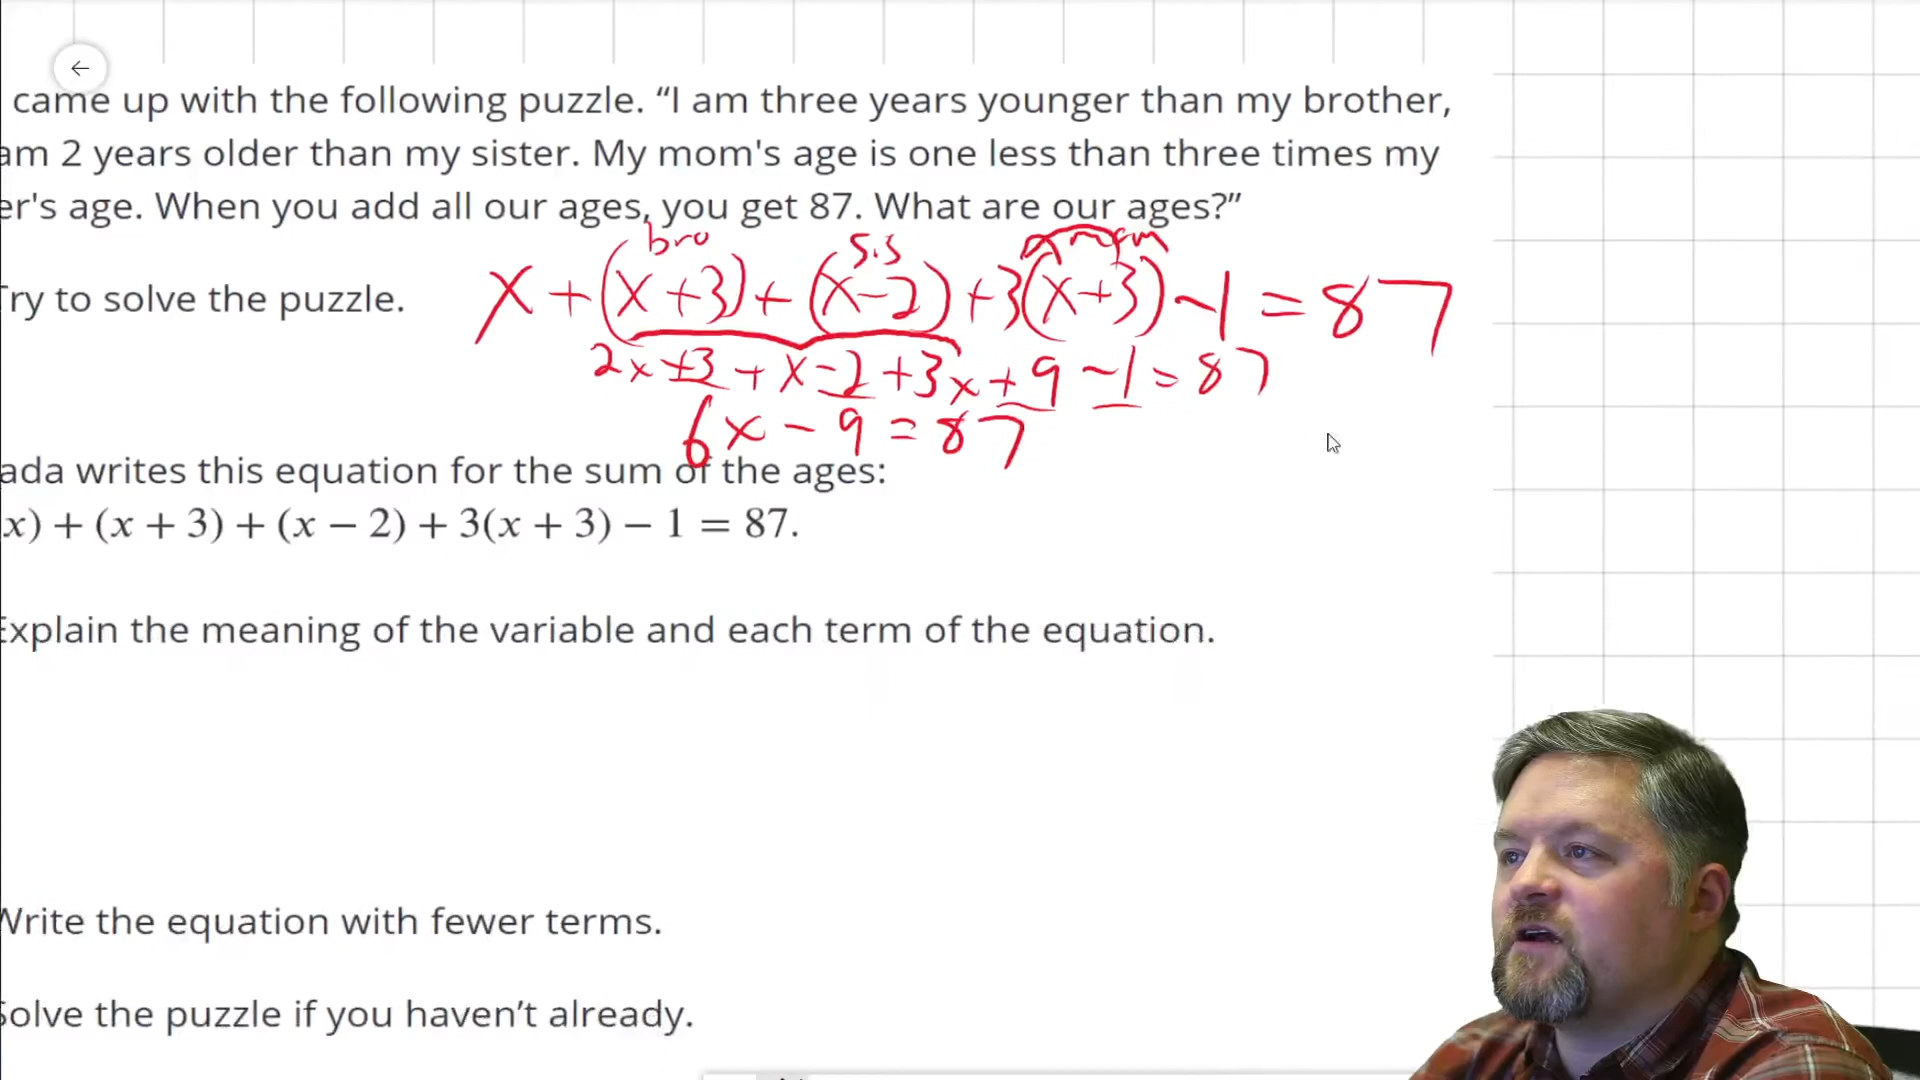 came up with the following puzzle. “I am three years younger than my brother,
am 2 years older than my sister. My mom's age is one less than three times my
er's age. When you add all our ages, you get 87. What are our ages?”
bro sis mom
Try to solve the puzzle. x + (x + 3) + (x - 2) + 3(x + 3) - 1 = 87
2x + 3 + x - 2 + 3x + 9 - 1 = 87
6x - 9 = 87
ada writes this equation for the sum of the ages:
x) + (x + 3) + (x − 2) + 3(x + 3) − 1 = 87.
Explain the meaning of the variable and each term of the equation.
Write the equation with fewer terms.
Solve the puzzle if you haven’t already.